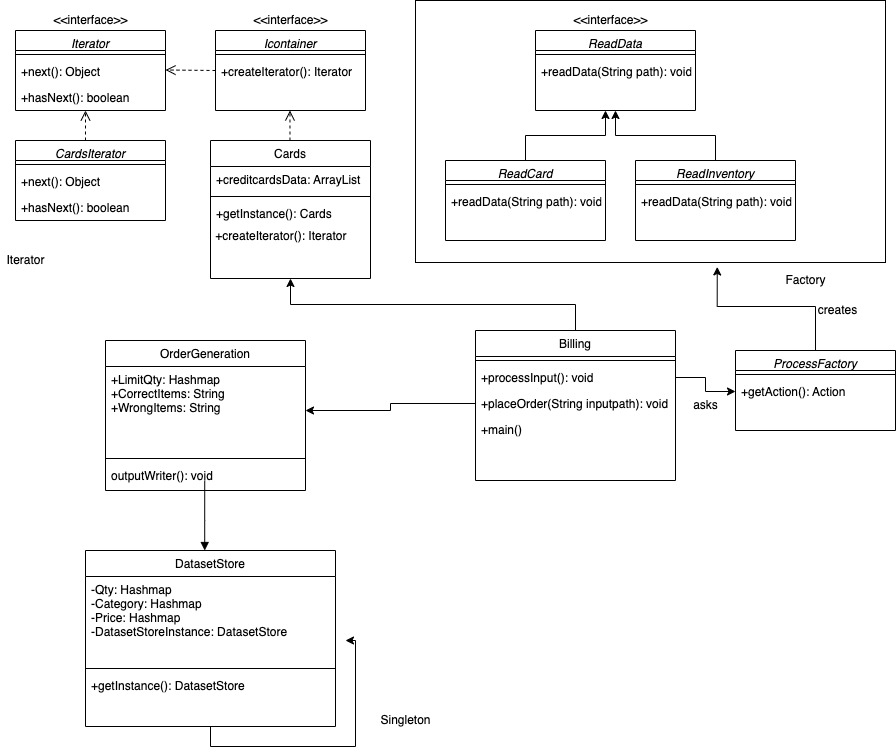 <<interface>>
Iterator
+next(): Object
+hasNext(): boolean
<<interface>>
Icontainer
+createIterator(): Iterator
<<interface>>
ReadData
+readData(String path): void
CardsIterator
+next(): Object
+hasNext(): boolean
Cards
+creditcardsData: ArrayList
+getInstance(): Cards
+createIterator(): Iterator
ReadCard
+readData(String path): void
ReadInventory
+readData(String path): void
Iterator
Factory
creates
OrderGeneration
+LimitQty: Hashmap
+CorrectItems: String
+WrongItems: String
outputWriter(): void
Billing
+processInput(): void
+placeOrder(String inputpath): void
+main()
asks
ProcessFactory
+getAction(): Action
DatasetStore
-Qty: Hashmap
-Category: Hashmap
-Price: Hashmap
-DatasetStoreInstance: DatasetStore
+getInstance(): DatasetStore
Singleton